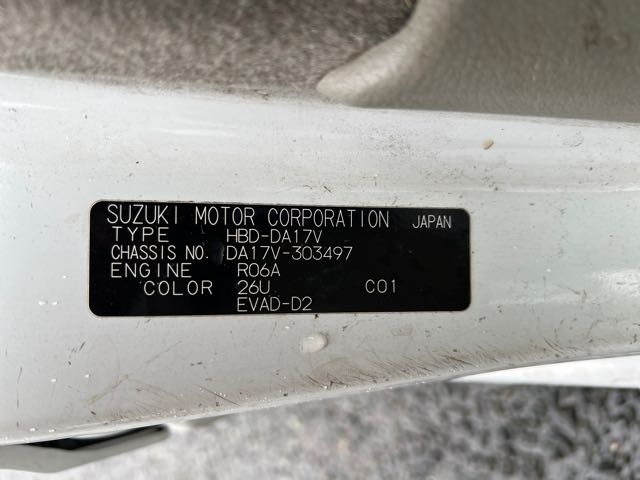 SUZUKI MOTOR CORPORATION JAPAN
TYPE HBD-DA17V
CHASSIS NO. DA17V-303497
ENGINE R06A
COLOR 26U C01
EVAD-D2